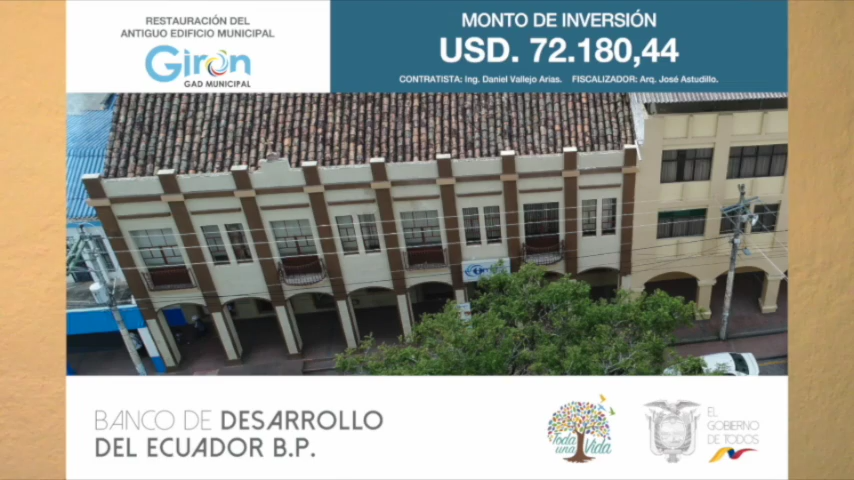 RESTAURACIÓN DEL
ANTIGUO EDIFICIO MUNICIPAL
Girón
GAD MUNICIPAL
MONTO DE INVERSIÓN
USD. 72.180,44
CONTRATISTA: Ing. Daniel Vallejo Arias. FISCALIZADOR: Arq. José Astudillo.
BANCO DE DESARROLLO
DEL ECUADOR B.P.
Toda
una Vida
EL
GOBIERNO
DE TODOS